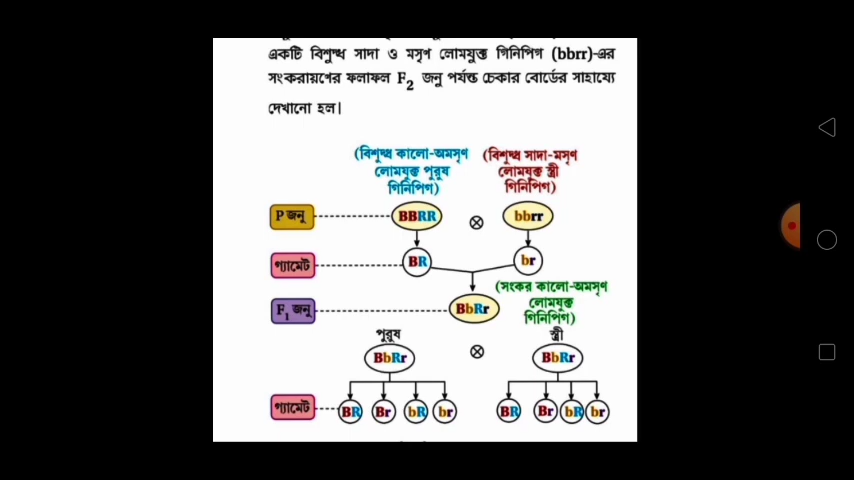 একটি বিশুদ্ধ সাদা ও মসৃণ লোমযুক্ত গিনিপিগ (bbrr)-এর
সংকরায়ণের ফলাফল F₂ জনু পর্যন্ত চেকার বোর্ডের সাহায্যে
দেখানো হল।
(বিশুদ্ধ কালো-অমসৃণ
লোমযুক্ত পুরুষ
গিনিপিগ)
(বিশুদ্ধ সাদা-মসৃণ
লোমযুক্ত স্ত্রী
গিনিপিগ)
P জনু
BBRR
bbrr
গ্যামেট
BR
br
F₁ জনু
BbRr
(সংকর কালো-অমসৃণ
লোমযুক্ত
গিনিপিগ)
পুরুষ
স্ত্রী
BbRr
BbRr
গ্যামেট
BR Br bR br
BR Br bR br